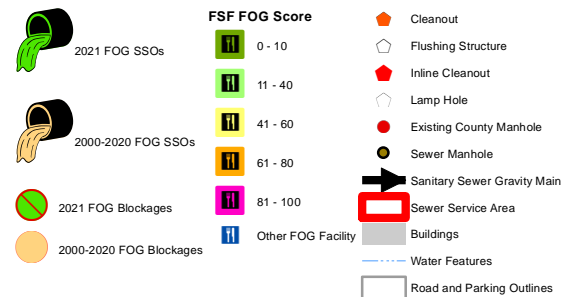 2021 FOG SSOs
2000-2020 FOG SSOs
2021 FOG Blockages
2000-2020 FOG Blockages
FSF FOG Score
0 - 10
11 - 40
41 - 60
61 - 80
81 - 100
Other FOG Facility
Cleanout
Flushing Structure
Inline Cleanout
Lamp Hole
Existing County Manhole
Sewer Manhole
Sanitary Sewer Gravity Main
Sewer Service Area
Buildings
Water Features
Road and Parking Outlines